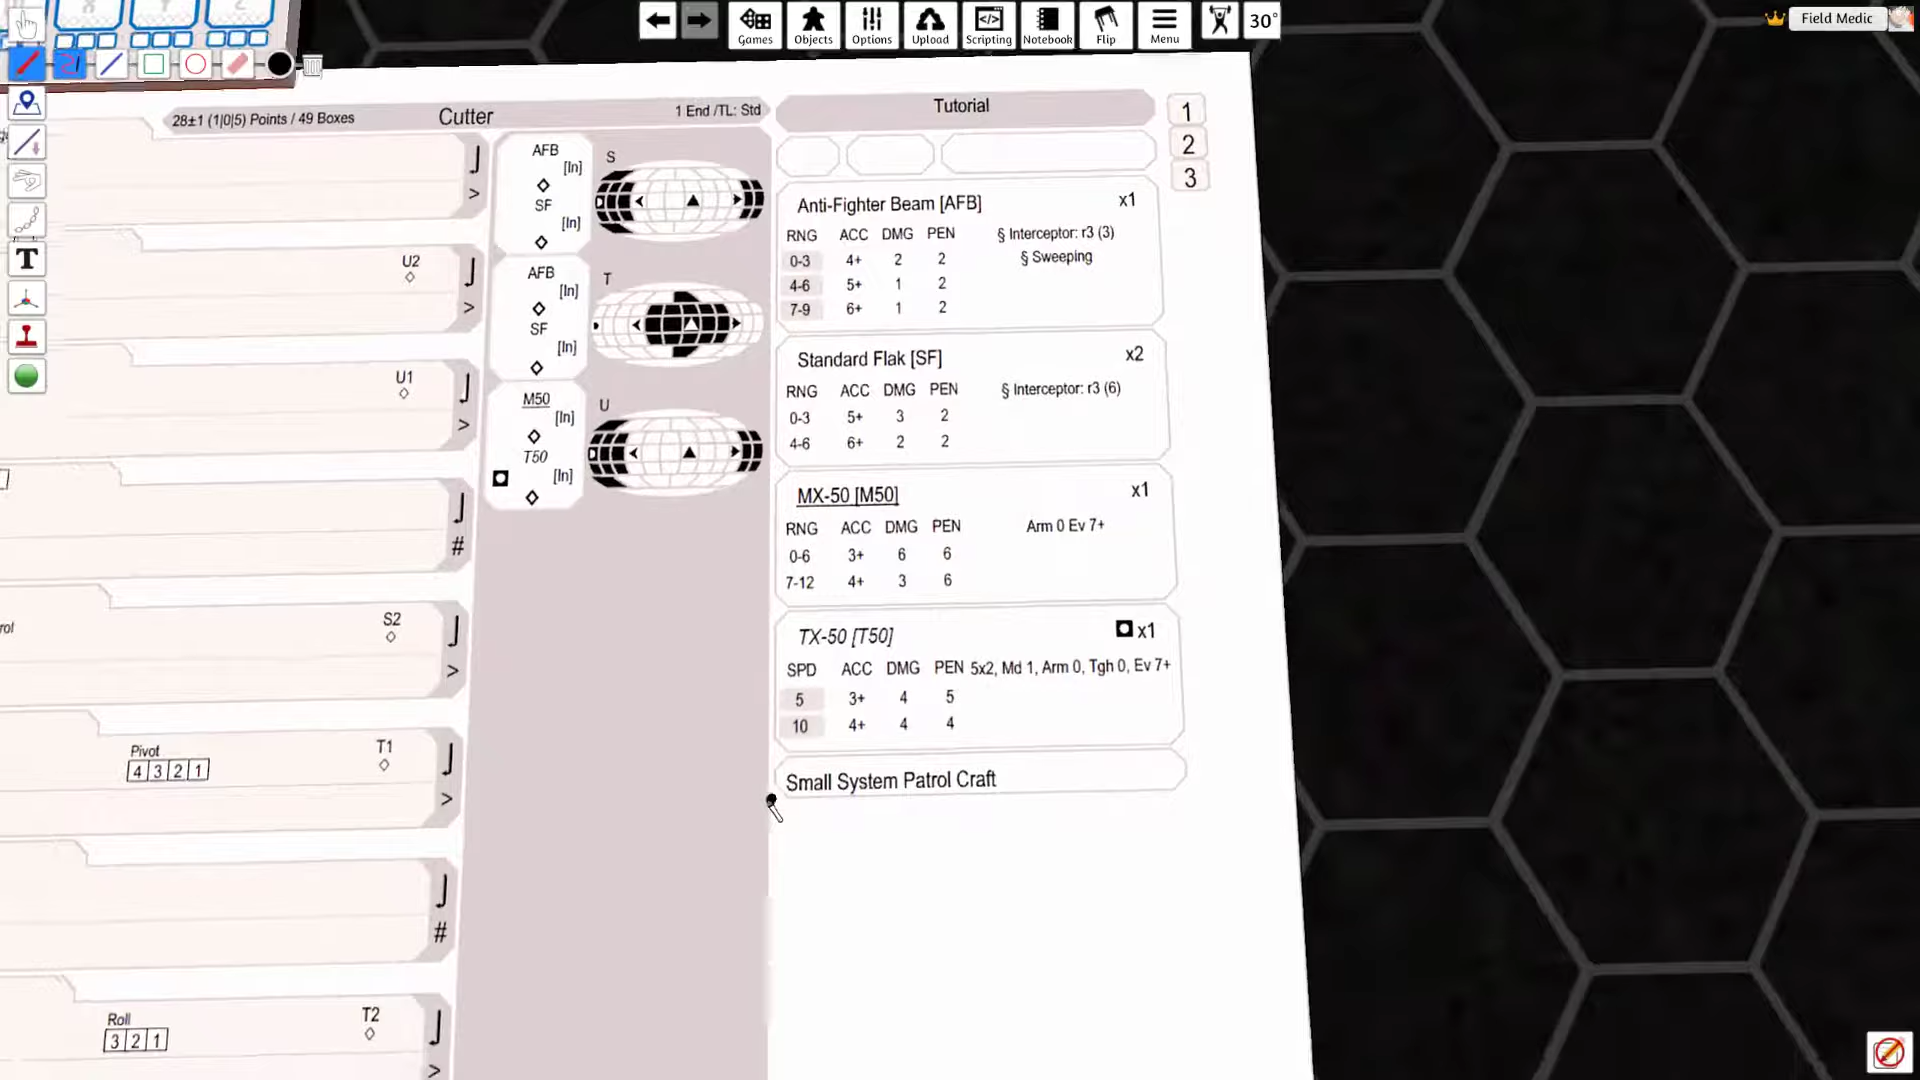 Games
Objects
Options
Upload
Scripting
Notebook
Flip
Menu
30°
Field Medic
28±1 (1|0|5) Points / 49 Boxes
Cutter
1 End /TL: Std
Tutorial
1
2
3
AFB
[In]
SF
[In]
S
AFB
[In]
SF
[In]
T
M50
[In]
T50
[In]
U
>
U2
>
U1
>
#
S2
>
Pivot
4 3 2 1
T1
>
#
Roll
3 2 1
T2
>
Anti-Fighter Beam [AFB] x1
RNG ACC DMG PEN § Interceptor: r3 (3)
0-3 4+ 2 2 § Sweeping
4-6 5+ 1 2
7-9 6+ 1 2
Standard Flak [SF] x2
RNG ACC DMG PEN § Interceptor: r3 (6)
0-3 5+ 3 2
4-6 6+ 2 2
MX-50 [M50] x1
RNG ACC DMG PEN Arm 0 Ev 7+
0-6 3+ 6 6
7-12 4+ 3 6
TX-50 [T50] x1
SPD ACC DMG PEN 5x2, Md 1, Arm 0, Tgh 0, Ev 7+
5 3+ 4 5
10 4+ 4 4
Small System Patrol Craft
T